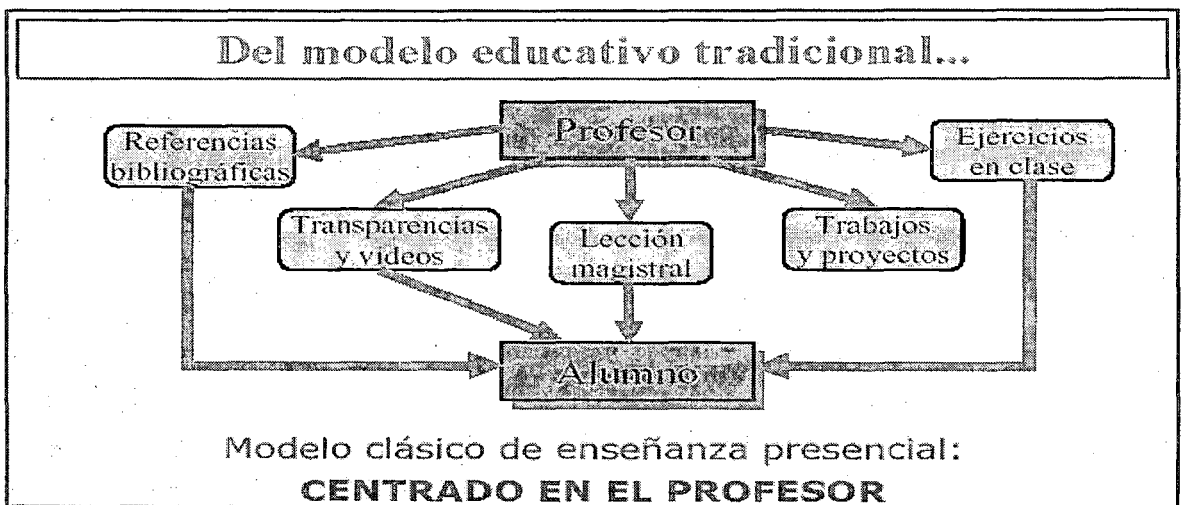 Del modelo educativo tradicional...
Profesor
Referencias
bibliográficas
Ejercicios
en clase
Transparencias
y videos
Lección
magistral
Trabajos
y proyectos
Alumno
Modelo clásico de enseñanza presencial:
CENTRADO EN EL PROFESOR